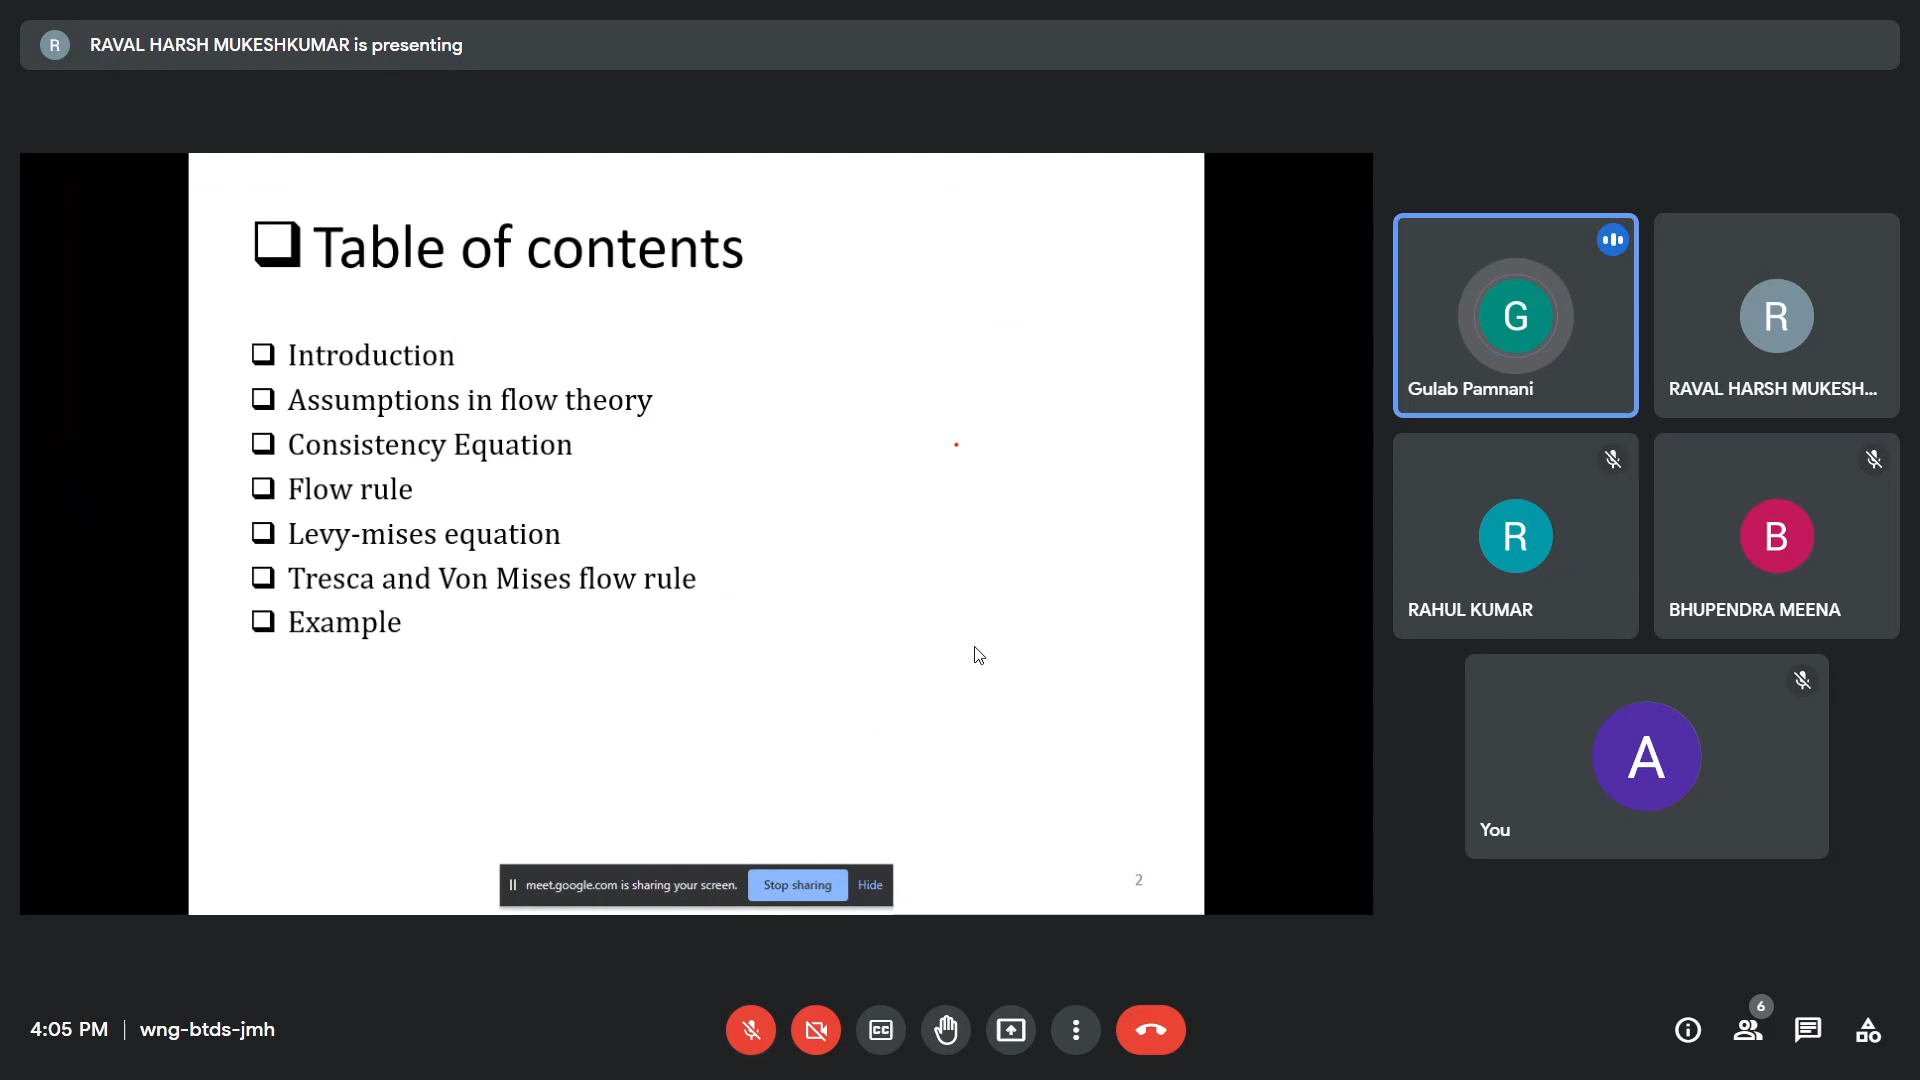 R RAVAL HARSH MUKESHKUMAR is presenting
Table of contents
Introduction
Assumptions in flow theory
Consistency Equation
Flow rule
Levy-mises equation
Tresca and Von Mises flow rule
Example
meet.google.com is sharing your screen. Stop sharing Hide
2
G
Gulab Pamnani
R
RAVAL HARSH MUKESH...
R
RAHUL KUMAR
B
BHUPENDRA MEENA
A
You
4:05 PM | wng-btds-jmh
CC
6